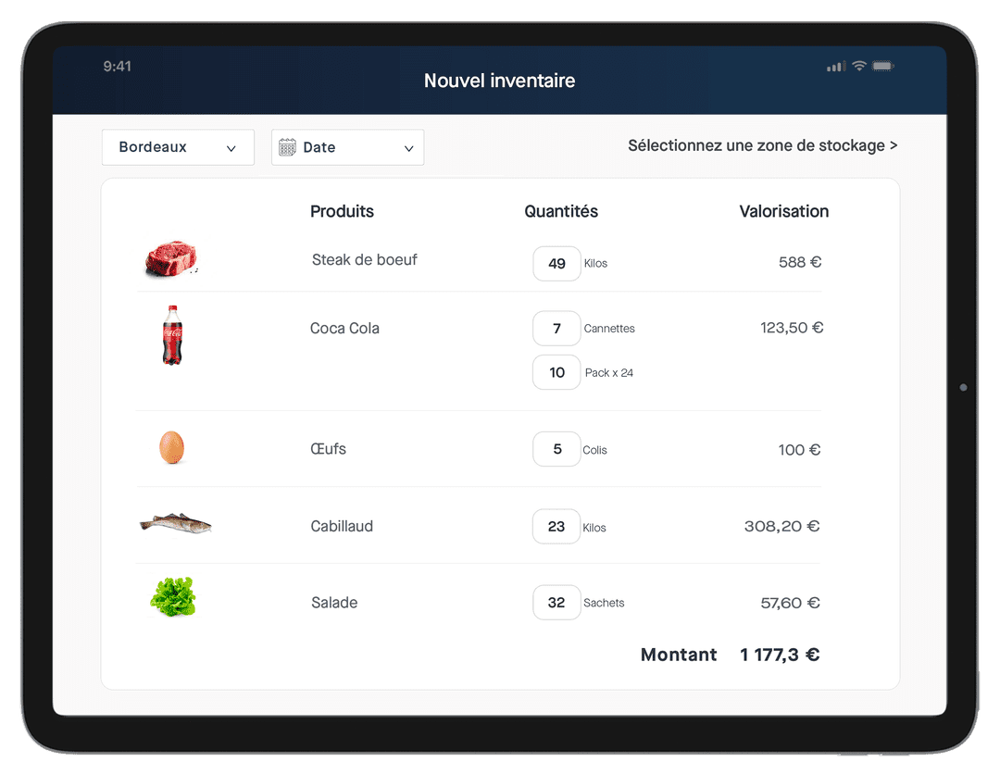 9:41
Nouvel inventaire
Bordeaux
Date
Sélectionnez une zone de stockage >
Produits Quantités Valorisation
Steak de boeuf 49 Kilos 588 €
Coca Cola 7 Cannettes 123,50 €
10 Pack x 24
Œufs 5 Colis 100 €
Cabillaud 23 Kilos 308,20 €
Salade 32 Sachets 57,60 €
Montant 1 177,3 €